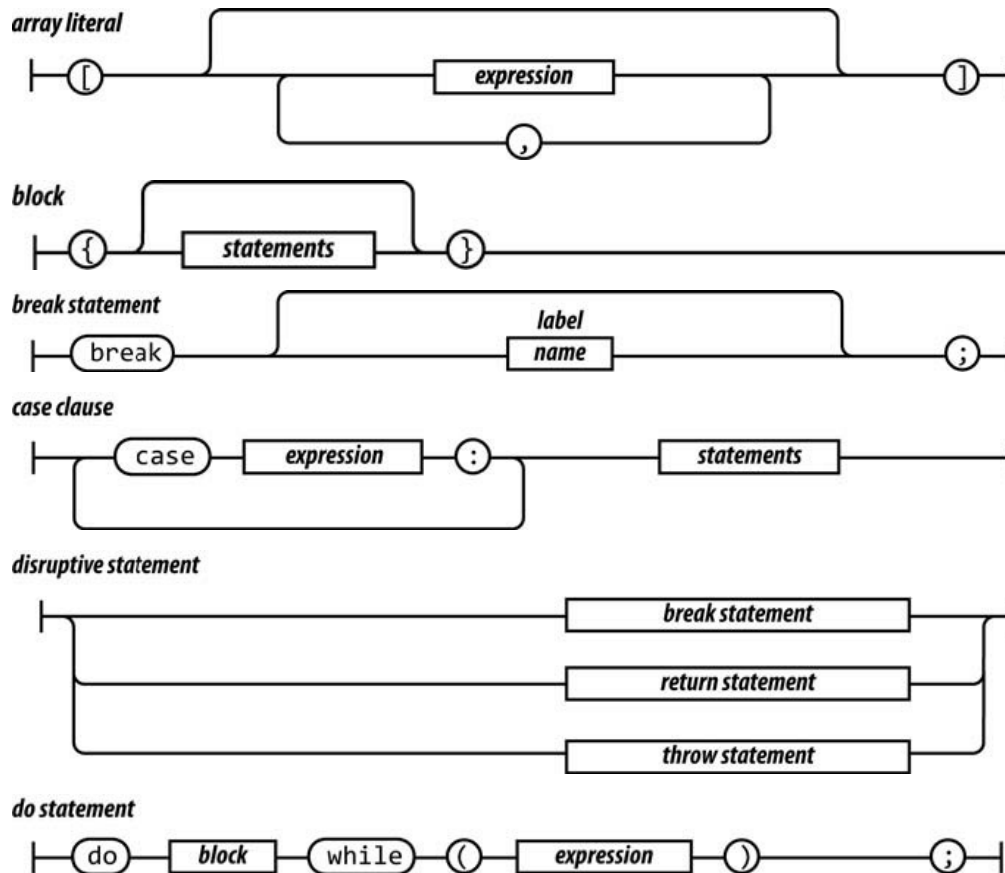 array literal
[ expression ]
,
block
{ statements }
break statement
label
break name ;
case clause
case expression : statements
disruptive statement
break statement
return statement
throw statement
do statement
do block while ( expression ) ;